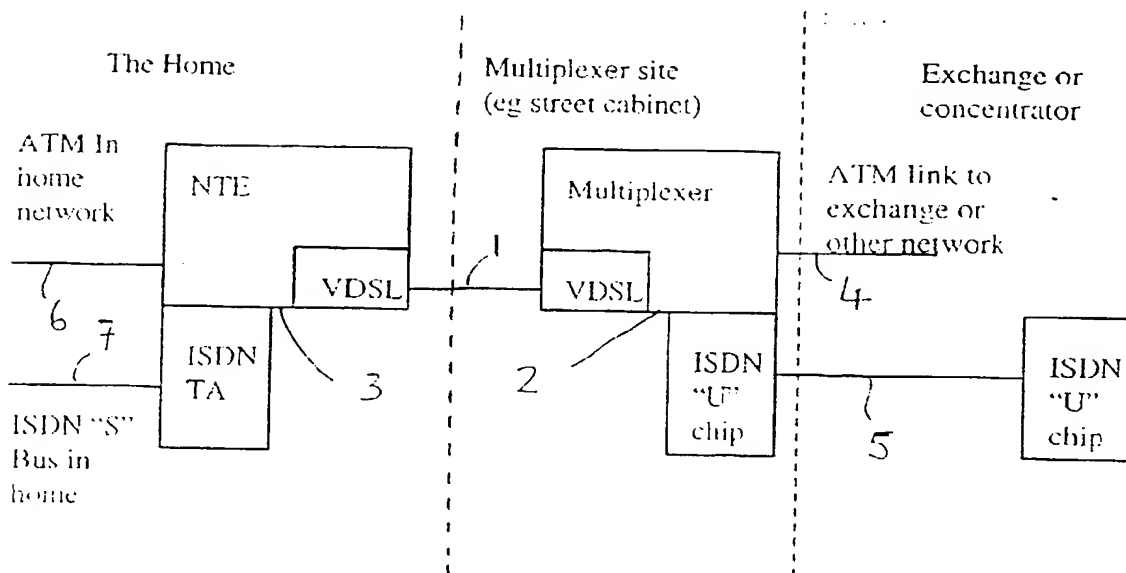 The Home
Multiplexer site
(eg street cabinet)
Exchange or
concentrator
ATM In
home
network
NTE
VDSL
1
Multiplexer
VDSL
ATM link to
exchange or
other network
4
6
7
ISDN
TA
3
2
ISDN
"U"
chip
5
ISDN
"U"
chip
ISDN "S"
Bus in
home